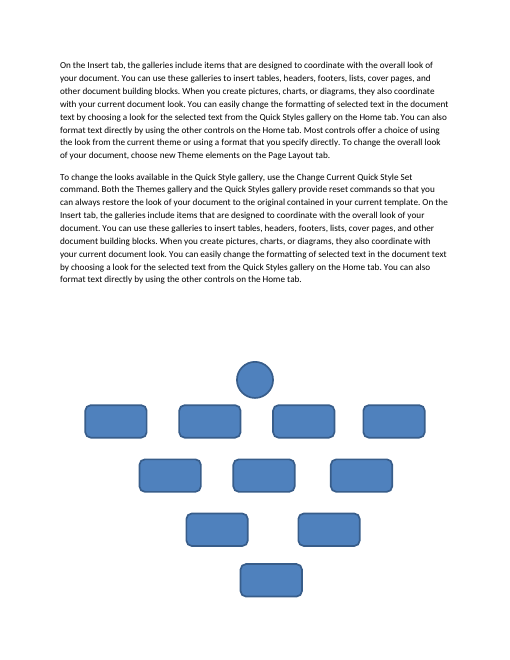 On the Insert tab, the galleries include items that are designed to coordinate with the overall look of
your document. You can use these galleries to insert tables, headers, footers, lists, cover pages, and
other document building blocks. When you create pictures, charts, or diagrams, they also coordinate
with your current document look. You can easily change the formatting of selected text in the document
text by choosing a look for the selected text from the Quick Styles gallery on the Home tab. You can also
format text directly by using the other controls on the Home tab. Most controls offer a choice of using
the look from the current theme or using a format that you specify directly. To change the overall look
of your document, choose new Theme elements on the Page Layout tab.
To change the looks available in the Quick Style gallery, use the Change Current Quick Style Set
command. Both the Themes gallery and the Quick Styles gallery provide reset commands so that you
can always restore the look of your document to the original contained in your current template. On the
Insert tab, the galleries include items that are designed to coordinate with the overall look of your
document. You can use these galleries to insert tables, headers, footers, lists, cover pages, and other
document building blocks. When you create pictures, charts, or diagrams, they also coordinate with
your current document look. You can easily change the formatting of selected text in the document text
by choosing a look for the selected text from the Quick Styles gallery on the Home tab. You can also
format text directly by using the other controls on the Home tab.